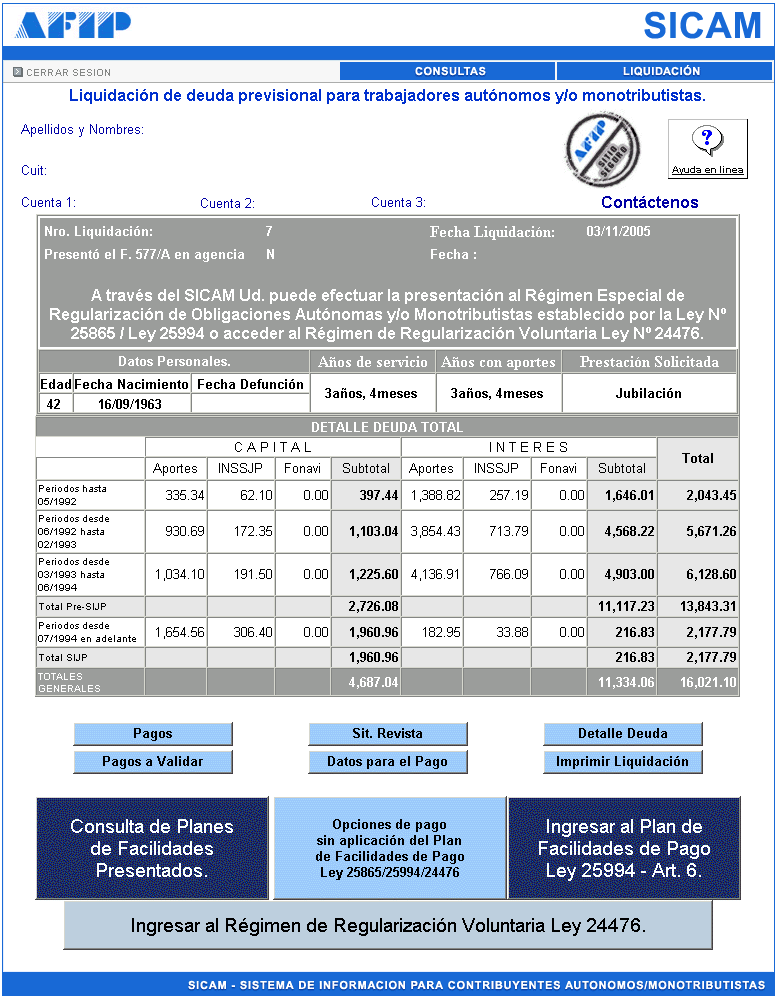 AFIP
SICAM
CERRAR SESION
CONSULTAS
LIQUIDACIÓN
Liquidación de deuda previsional para trabajadores autónomos y/o monotributistas.
Apellidos y Nombres:
AFIP
SITIO
SEGURO
?
Ayuda en linea
Cuit:
Cuenta 1: Cuenta 2: Cuenta 3:
Contáctenos
Nro. Liquidación: 7 Fecha Liquidación: 03/11/2005
Presentó el F. 577/A en agencia N Fecha :
A través del SICAM Ud. puede efectuar la presentación al Régimen Especial de
Regularización de Obligaciones Autónomas y/o Monotributistas establecido por la Ley Nº
25865 / Ley 25994 o acceder al Régimen de Regularización Voluntaria Ley Nº 24476.
Datos Personales. Años de servicio Años con aportes Prestación Solicitada
Edad Fecha Nacimiento Fecha Defunción
3años, 4meses 3años, 4meses Jubilación
42 16/09/1963
DETALLE DEUDA TOTAL
C A P I T A L I N T E R E S Total
Aportes INSSJP Fonavi Subtotal Aportes INSSJP Fonavi Subtotal
Periodos hasta
05/1992
335.34 62.10 0.00 397.44 1,388.82 257.19 0.00 1,646.01 2,043.45
Periodos desde
06/1992 hasta
02/1993
930.69 172.35 0.00 1,103.04 3,854.43 713.79 0.00 4,568.22 5,671.26
Periodos desde
03/1993 hasta
06/1994
1,034.10 191.50 0.00 1,225.60 4,136.91 766.09 0.00 4,903.00 6,128.60
Total Pre-SIJP 2,726.08 11,117.23 13,843.31
Periodos desde
07/1994 en adelante
1,654.56 306.40 0.00 1,960.96 182.95 33.88 0.00 216.83 2,177.79
Total SIJP 1,960.96 216.83 2,177.79
TOTALES
GENERALES
4,687.04 11,334.06 16,021.10
Pagos Sit. Revista Detalle Deuda
Pagos a Validar Datos para el Pago Imprimir Liquidación
Consulta de Planes
de Facilidades
Presentados.
Opciones de pago
sin aplicación del Plan
de Facilidades de Pago
Ley 25865/25994/24476
Ingresar al Plan de
Facilidades de Pago
Ley 25994 - Art. 6.
Ingresar al Régimen de Regularización Voluntaria Ley 24476.
SICAM - SISTEMA DE INFORMACION PARA CONTRIBUYENTES AUTONOMOS/MONOTRIBUTISTAS